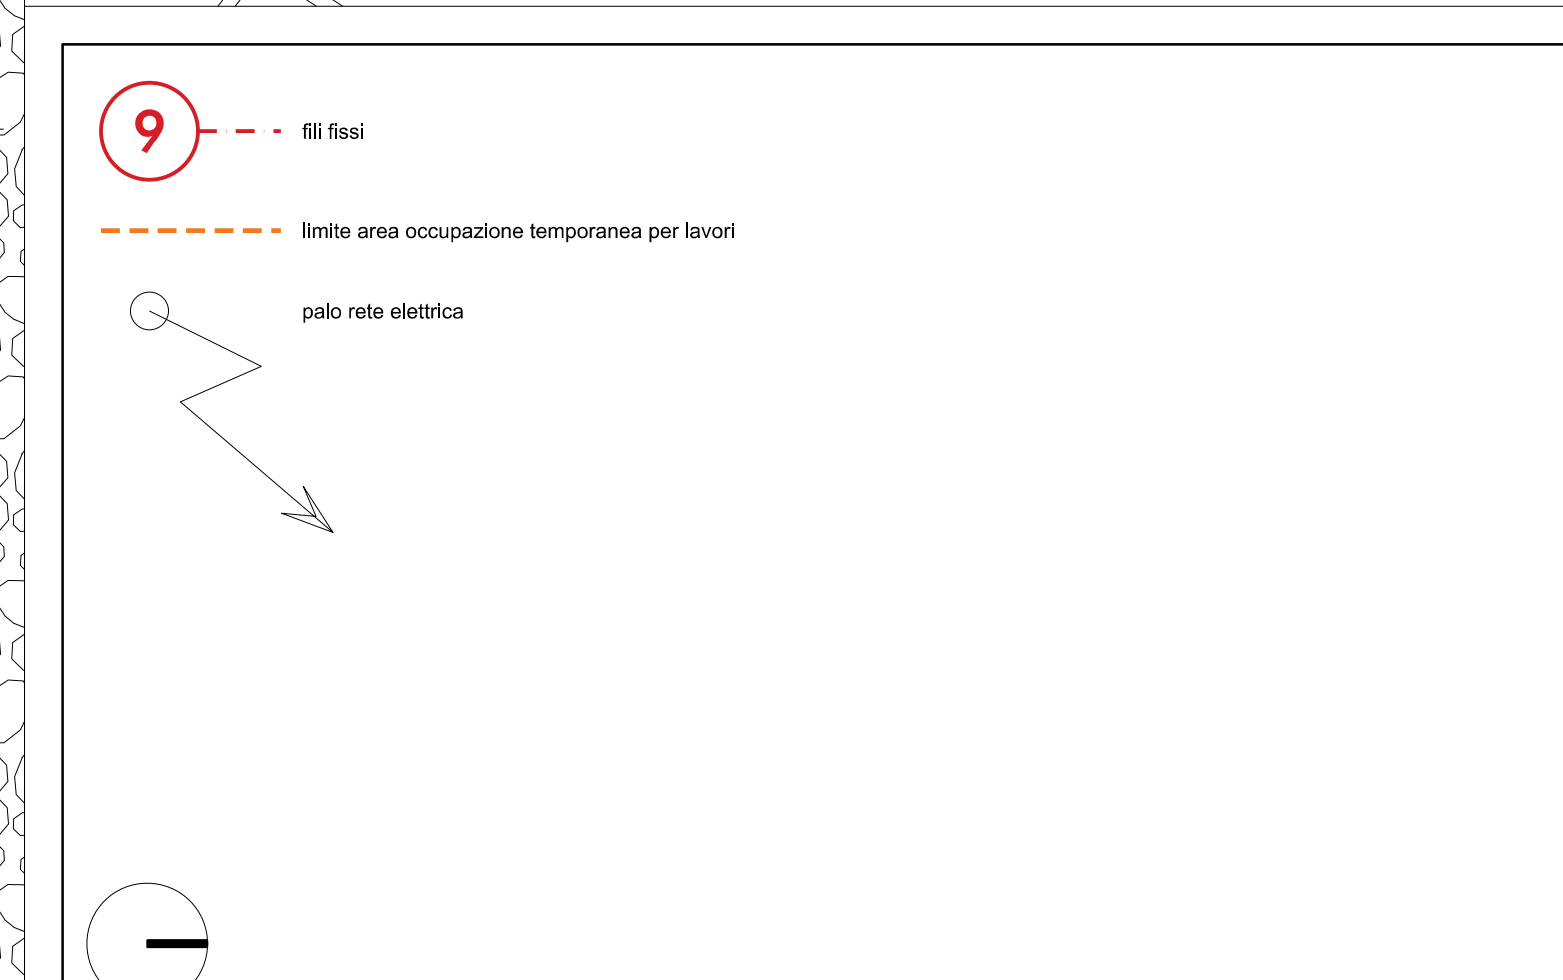 9 fili fissi
limite area occupazione temporanea per lavori
palo rete elettrica